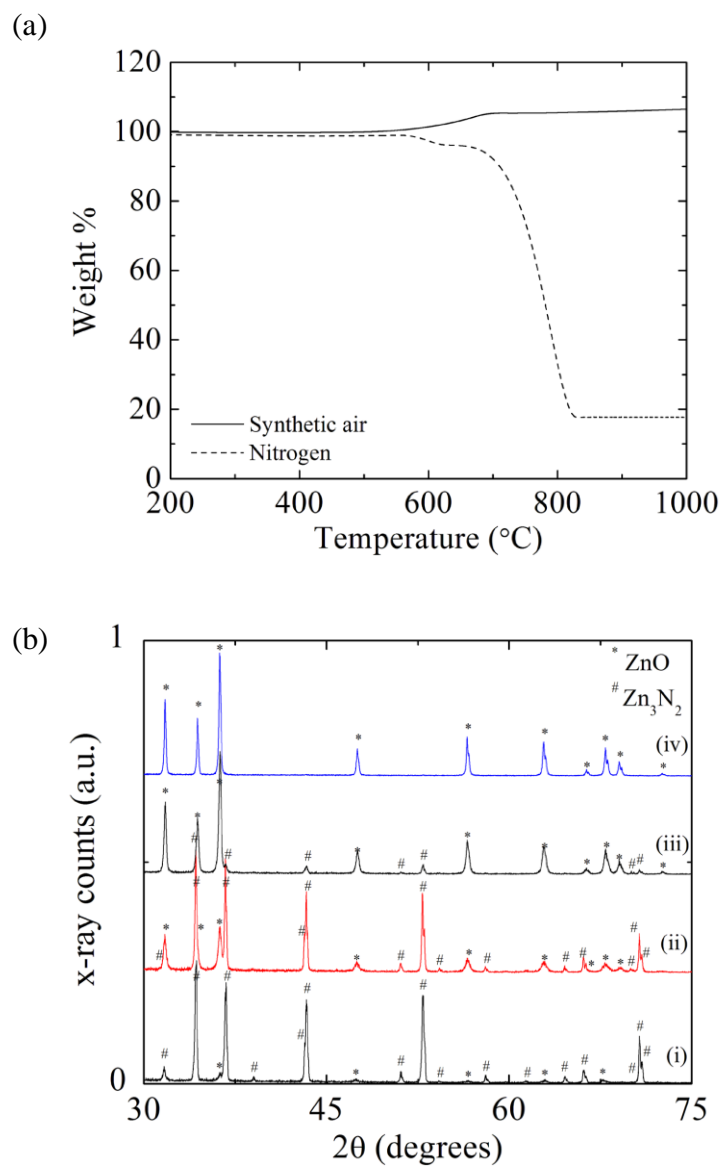 (a)
120
100
80
60
40
20
0
Weight %
Synthetic air
Nitrogen
200 400 600 800 1000
Temperature (°C)
(b)
1
0
x-ray counts (a.u.)
* ZnO
# Zn₃N₂
(iv)
* * * * * * * * * *
(iii)
* * * # # # * # # * * * * * # # *
(ii)
# * # * * # # # * # # # * # * # * # * * # # #
(i)
# # * # # # # * # # # * # * # # * # # #
30 45 60 75
2θ (degrees)